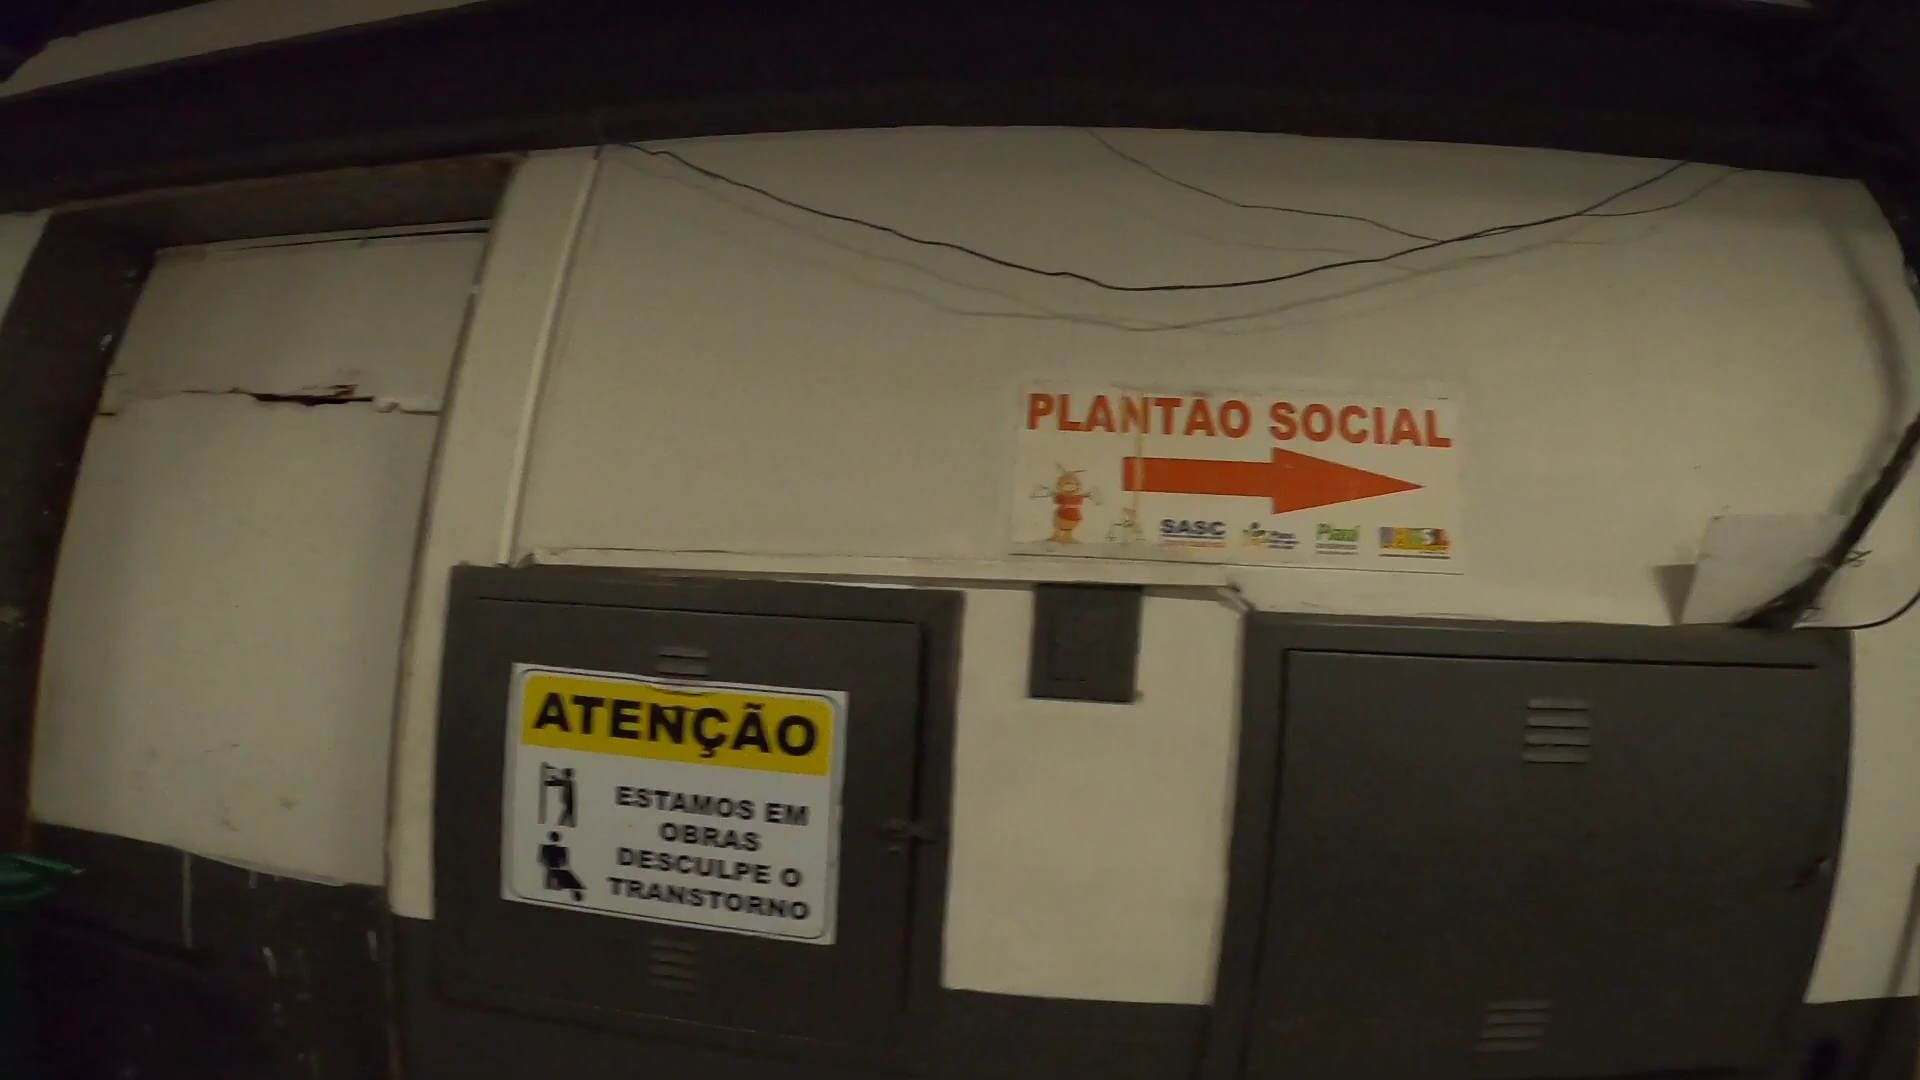 PLANTÃO SOCIAL
SASC
Piauí
ATENÇÃO
ESTAMOS EM
OBRAS
DESCULPE O
TRANSTORNO